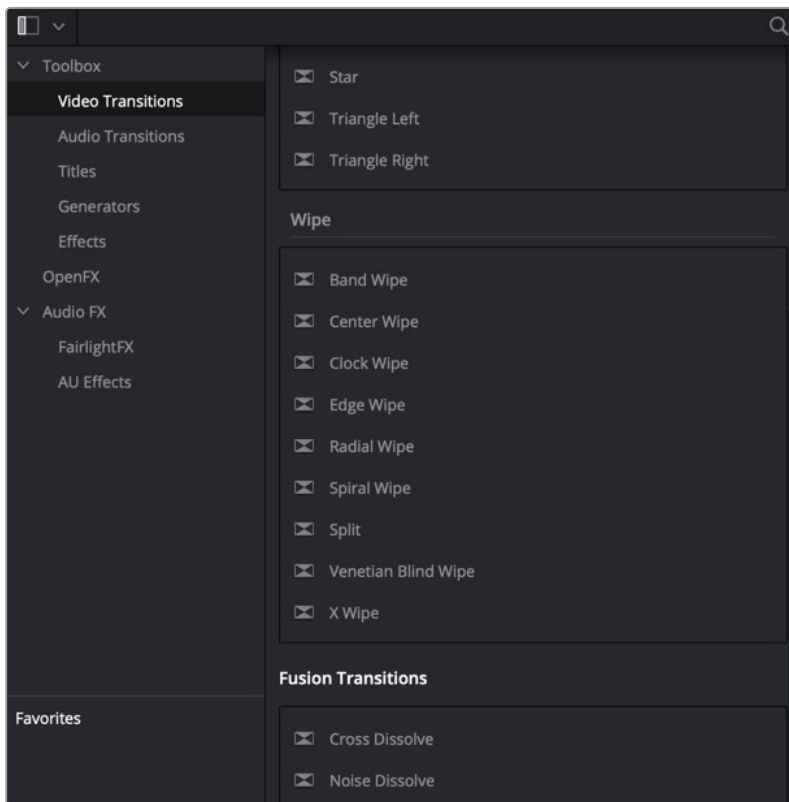 Toolbox
Video Transitions
Audio Transitions
Titles
Generators
Effects
OpenFX
Audio FX
FairlightFX
AU Effects
Favorites
Star
Triangle Left
Triangle Right
Wipe
Band Wipe
Center Wipe
Clock Wipe
Edge Wipe
Radial Wipe
Spiral Wipe
Split
Venetian Blind Wipe
X Wipe
Fusion Transitions
Cross Dissolve
Noise Dissolve